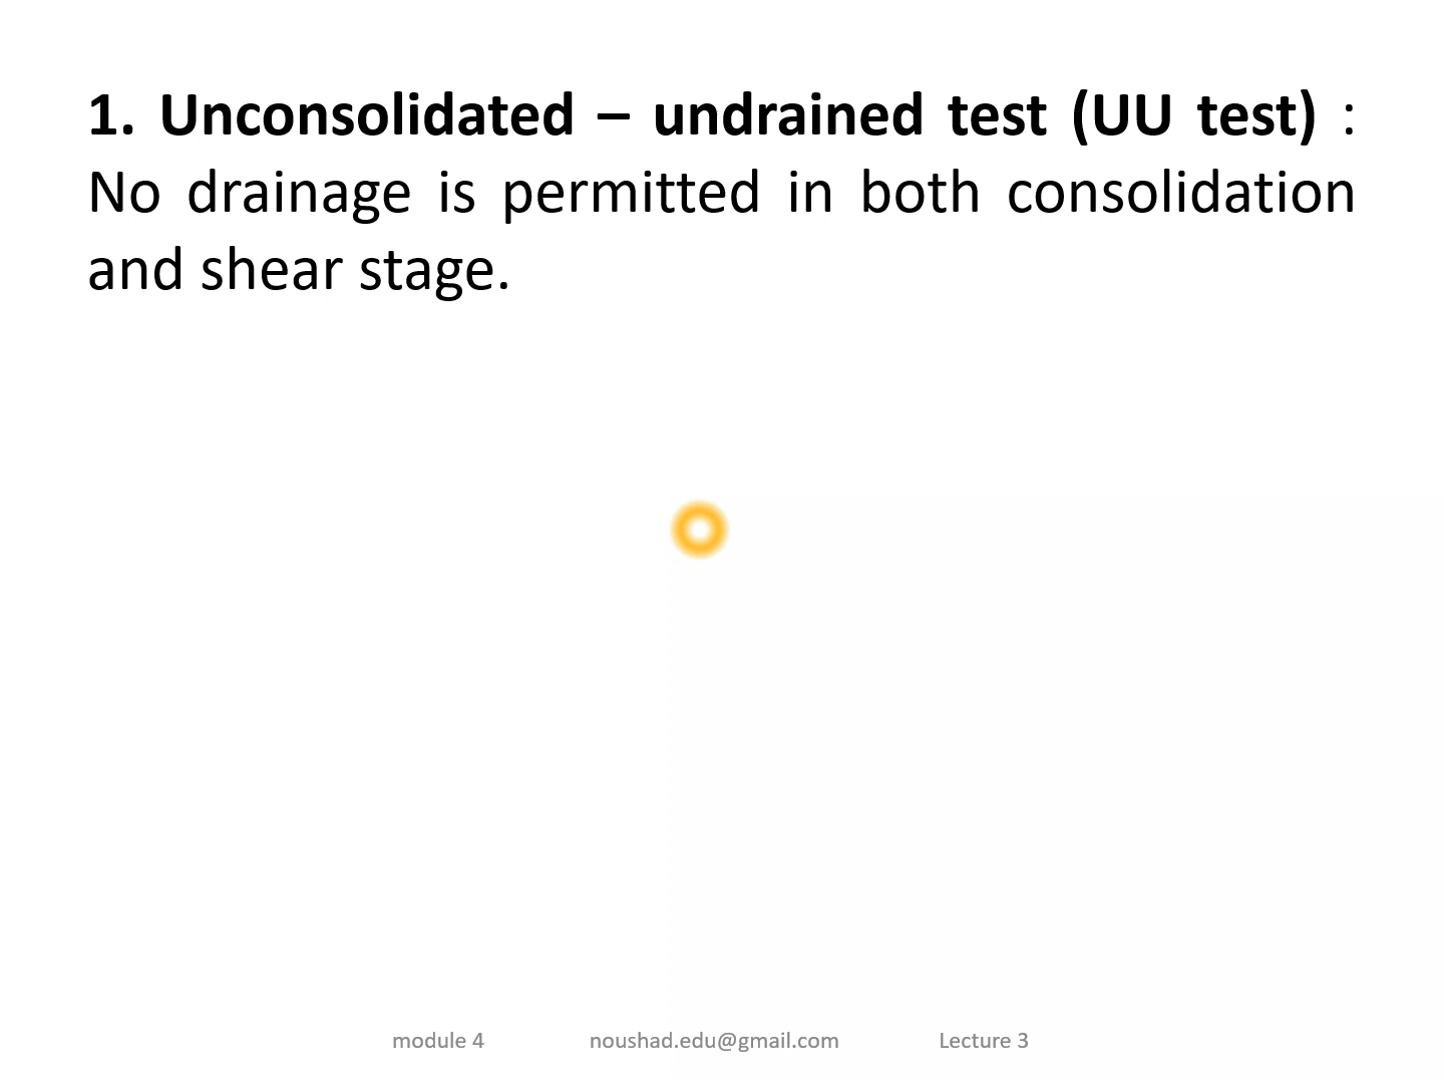 1. Unconsolidated – undrained test (UU test) :
No drainage is permitted in both consolidation
and shear stage.
module 4 noushad.edu@gmail.com Lecture 3